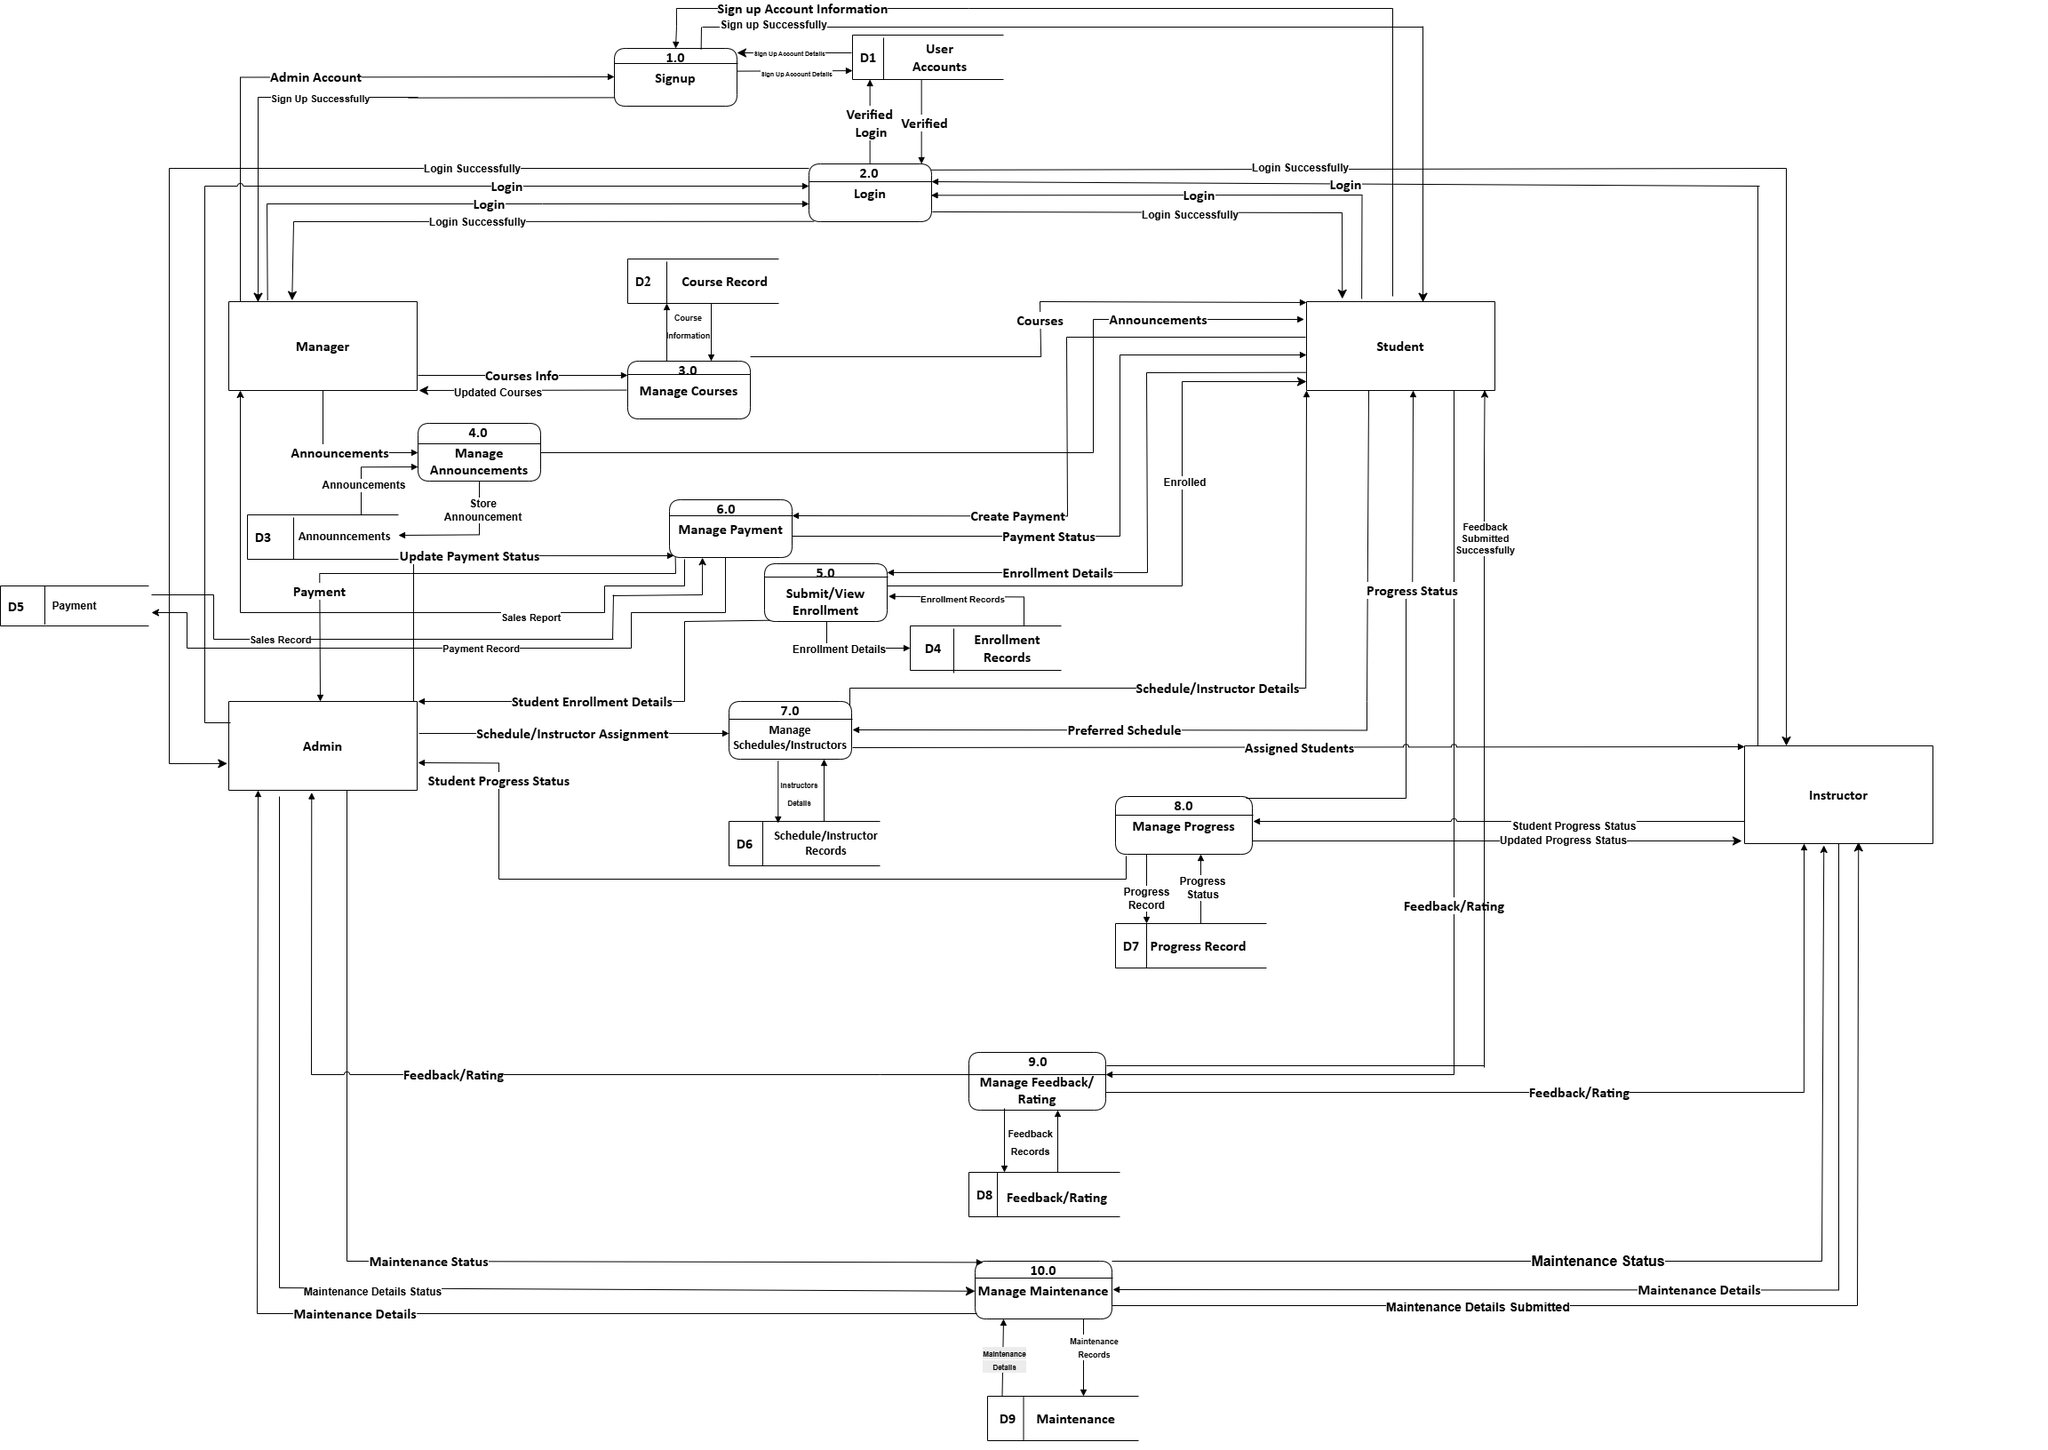 Sign up Account Information
Sign up Successfully
1.0
Signup
Sign Up Account Details
Sign Up Account Details
D1
User
Accounts
Admin Account
Sign Up Successfully
Verified
Login
Verified
Login Successfully
2.0
Login
Login Successfully
Login
Login
Login
Login
Login Successfully
Login Successfully
D2
Course Record
Course
Information
Manager
Courses
Announcements
Student
Courses Info
Updated Courses
3.0
Manage Courses
4.0
Manage
Announcements
Announcements
Announcements
Store
Announcement
Enrolled
D3
Announncements
6.0
Manage Payment
Create Payment
Payment Status
Feedback
Submitted
Successfully
Update Payment Status
Payment
5.0
Submit/View
Enrollment
Enrollment Details
Enrollment Records
Progress Status
D5
Payment
Sales Report
Sales Record
Payment Record
Enrollment Details
D4
Enrollment
Records
Student Enrollment Details
Schedule/Instructor Details
7.0
Manage
Schedules/Instructors
Admin
Schedule/Instructor Assignment
Preferred Schedule
Assigned Students
Student Progress Status
Instructors
Details
8.0
Manage Progress
Instructor
Student Progress Status
Updated Progress Status
D6
Schedule/Instructor
Records
Progress
Record
Progress
Status
Feedback/Rating
D7
Progress Record
9.0
Manage Feedback/
Rating
Feedback/Rating
Feedback/Rating
Feedback
Records
D8
Feedback/Rating
Maintenance Status
10.0
Manage Maintenance
Maintenance Status
Maintenance Details Status
Maintenance Details
Maintenance Details
Maintenance Details Submitted
Maintenance
Details
Maintenance
Records
D9
Maintenance